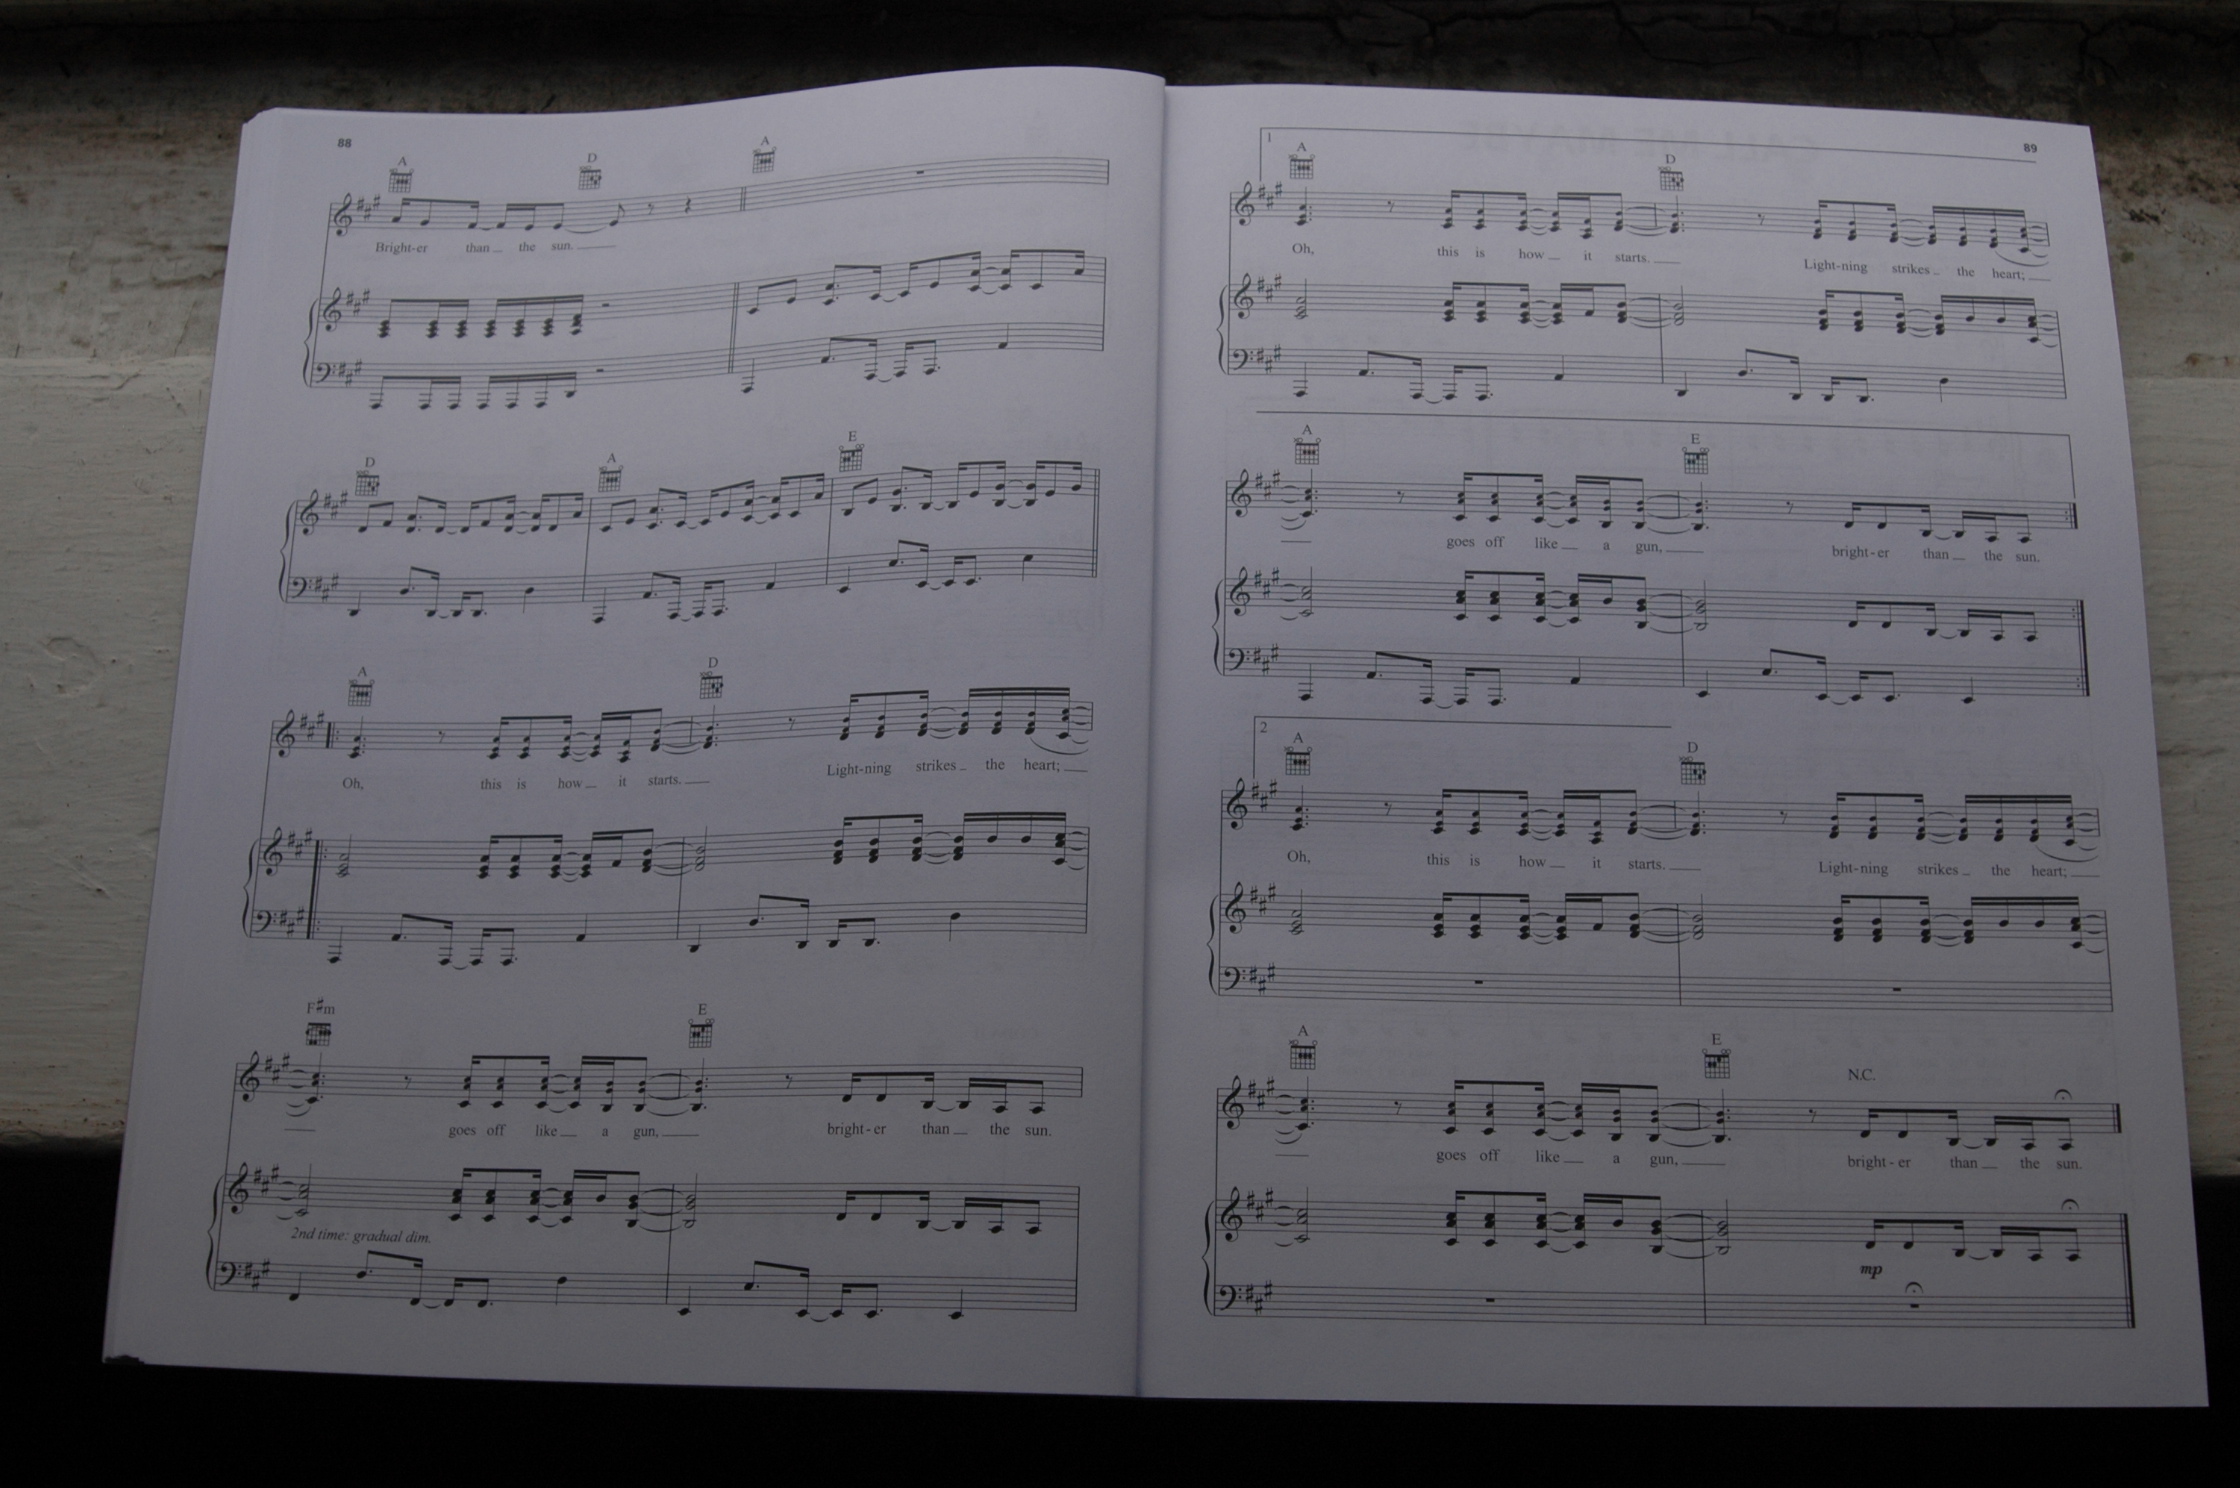 88
A D A
Bright-er than the sun.
D A E
A D
Oh, this is how it starts. Light-ning strikes the heart;
F#m E
goes off like a gun, bright-er than the sun.
2nd time: gradual dim.
89
1
A D
Oh, this is how it starts. Light-ning strikes the heart;
A E
goes off like a gun, bright-er than the sun.
2
A D
Oh, this is how it starts. Light-ning strikes the heart;
A E N.C.
goes off like a gun, bright-er than the sun.
mp
CALL ME MAYBE